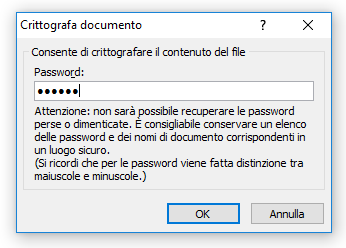 Crittografa documento ? ×
Consente di crittografare il contenuto del file
Password:
●●●●●●
Attenzione: non sarà possibile recuperare le password
perse o dimenticate. È consigliabile conservare un elenco
delle password e dei nomi di documento corrispondenti in
un luogo sicuro.
(Si ricordi che per le password viene fatta distinzione tra
maiuscole e minuscole.)
OK Annulla